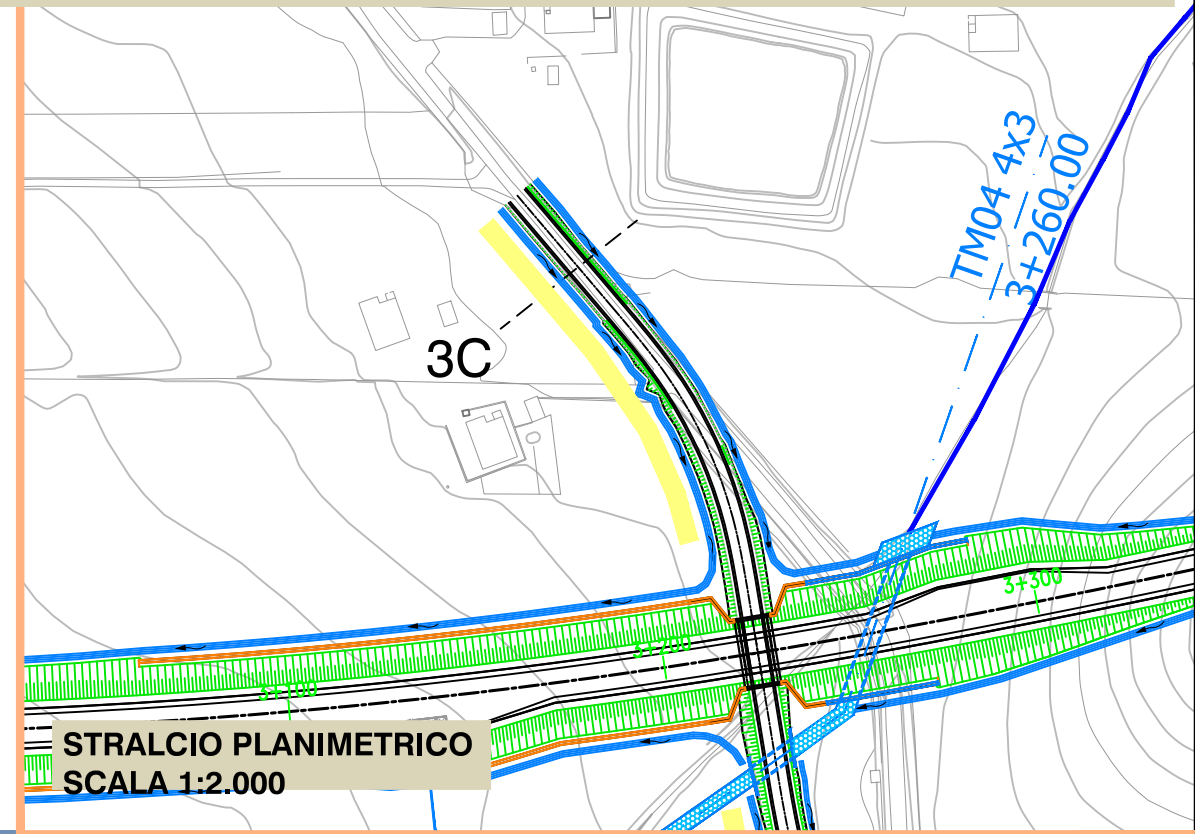 TM04 4x3
3+260.00
3C
3+300
3+200
3+100
STRALCIO PLANIMETRICO
SCALA 1:2.000